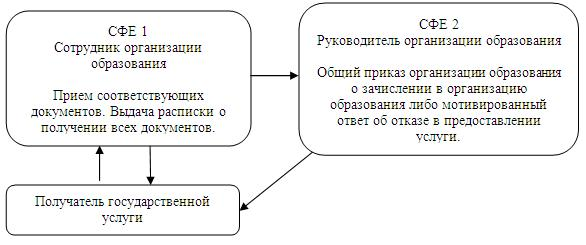 СФЕ 1
Сотрудник организации
образования
Прием соответствующих
документов. Выдача расписки о
получении всех документов.
СФЕ 2
Руководитель организации образования
Общий приказ организации образования
о зачислении в организацию
образования либо мотивированный
ответ об отказе в предоставлении
услуги.
Получатель государственной
услуги